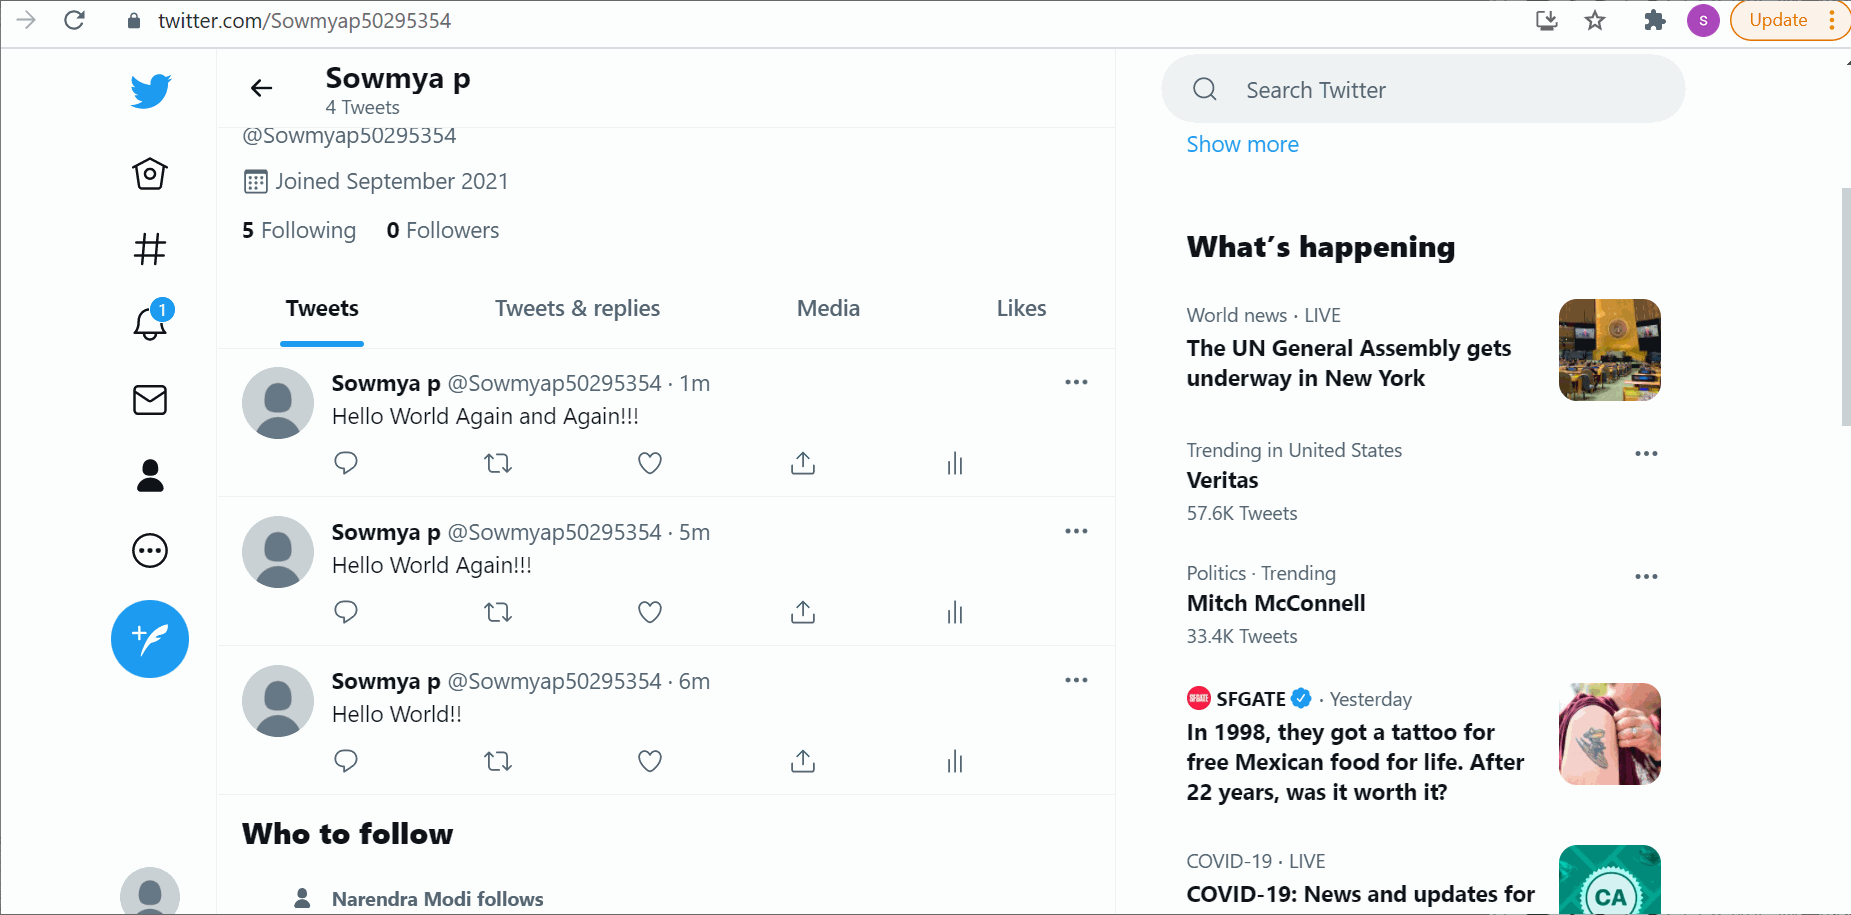 twitter.com/Sowmyap50295354
S
Update
Sowmya p
4 Tweets
@Sowmyap50295354
Joined September 2021
5 Following 0 Followers
Tweets Tweets & replies Media Likes
1
Sowmya p @Sowmyap50295354 · 1m
Hello World Again and Again!!!
Sowmya p @Sowmyap50295354 · 5m
Hello World Again!!!
Sowmya p @Sowmyap50295354 · 6m
Hello World!!
Who to follow
Narendra Modi follows
Search Twitter
Show more
What's happening
World news · LIVE
The UN General Assembly gets
underway in New York
Trending in United States
Veritas
57.6K Tweets
Politics · Trending
Mitch McConnell
33.4K Tweets
SFGATE SFGATE · Yesterday
In 1998, they got a tattoo for
free Mexican food for life. After
22 years, was it worth it?
COVID-19 · LIVE
COVID-19: News and updates for
CA